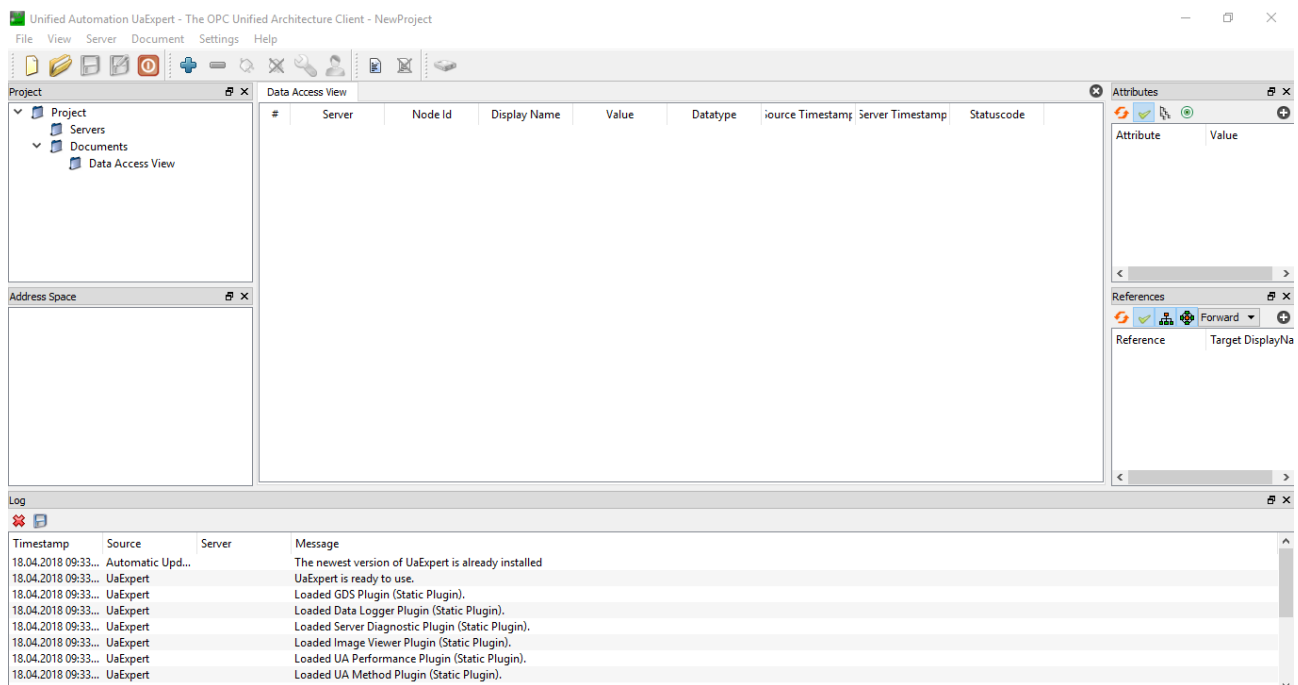 Unified Automation UaExpert - The OPC Unified Architecture Client - NewProject
File View Server Document Settings Help
Project
Project
Servers
Documents
Data Access View
Address Space
Data Access View
# Server Node Id Display Name Value Datatype Source Timestamp Server Timestamp Statuscode
Attributes
Attribute Value
References
Forward
Reference Target DisplayNa
Log
Timestamp Source Server Message
18.04.2018 09:33... Automatic Upd... The newest version of UaExpert is already installed
18.04.2018 09:33... UaExpert UaExpert is ready to use.
18.04.2018 09:33... UaExpert Loaded GDS Plugin (Static Plugin).
18.04.2018 09:33... UaExpert Loaded Data Logger Plugin (Static Plugin).
18.04.2018 09:33... UaExpert Loaded Server Diagnostic Plugin (Static Plugin).
18.04.2018 09:33... UaExpert Loaded Image Viewer Plugin (Static Plugin).
18.04.2018 09:33... UaExpert Loaded UA Performance Plugin (Static Plugin).
18.04.2018 09:33... UaExpert Loaded UA Method Plugin (Static Plugin).